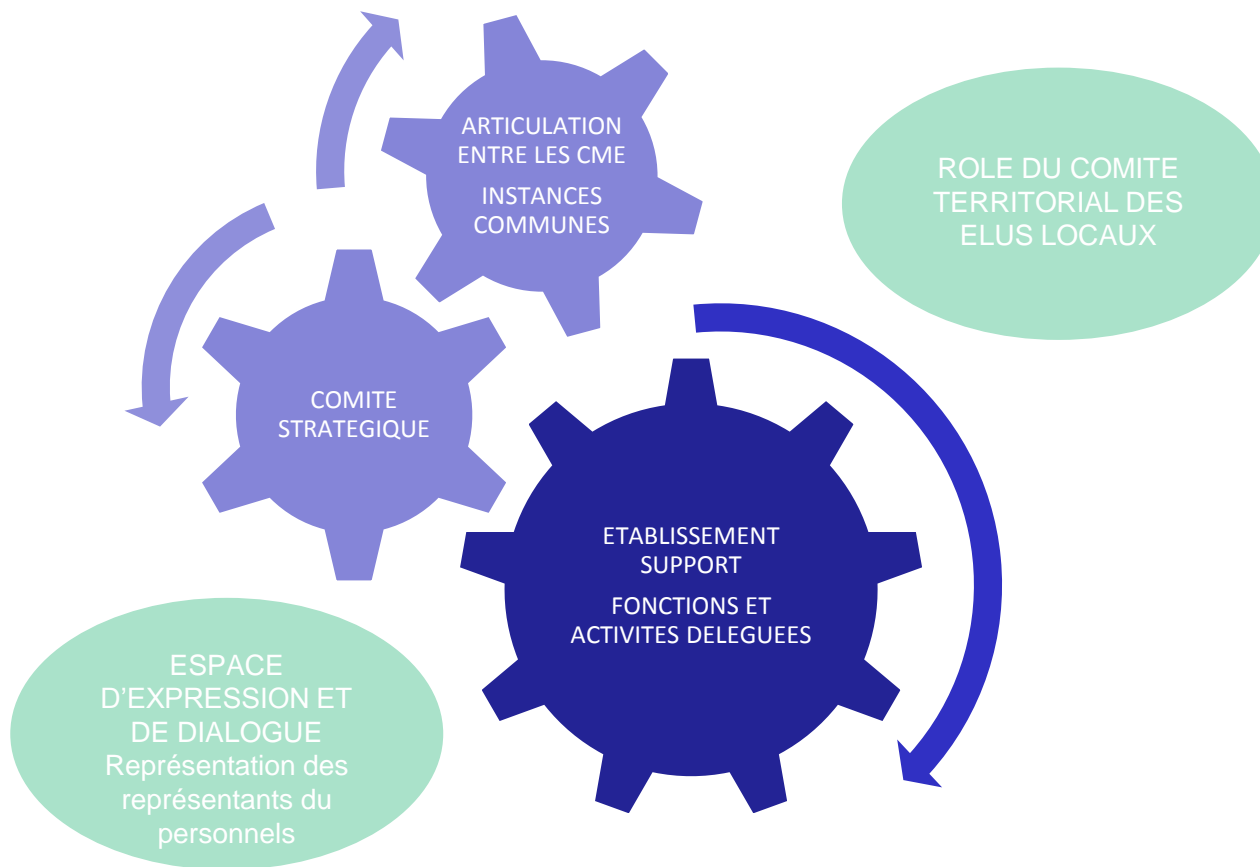 ARTICULATION
ENTRE LES CME
INSTANCES
COMMUNES
ROLE DU COMITE
TERRITORIAL DES
ELUS LOCAUX
COMITE
STRATEGIQUE
ETABLISSEMENT
SUPPORT
FONCTIONS ET
ACTIVITES DELEGUEES
ESPACE
D’EXPRESSION ET
DE DIALOGUE
Représentation des
représentants du
personnels